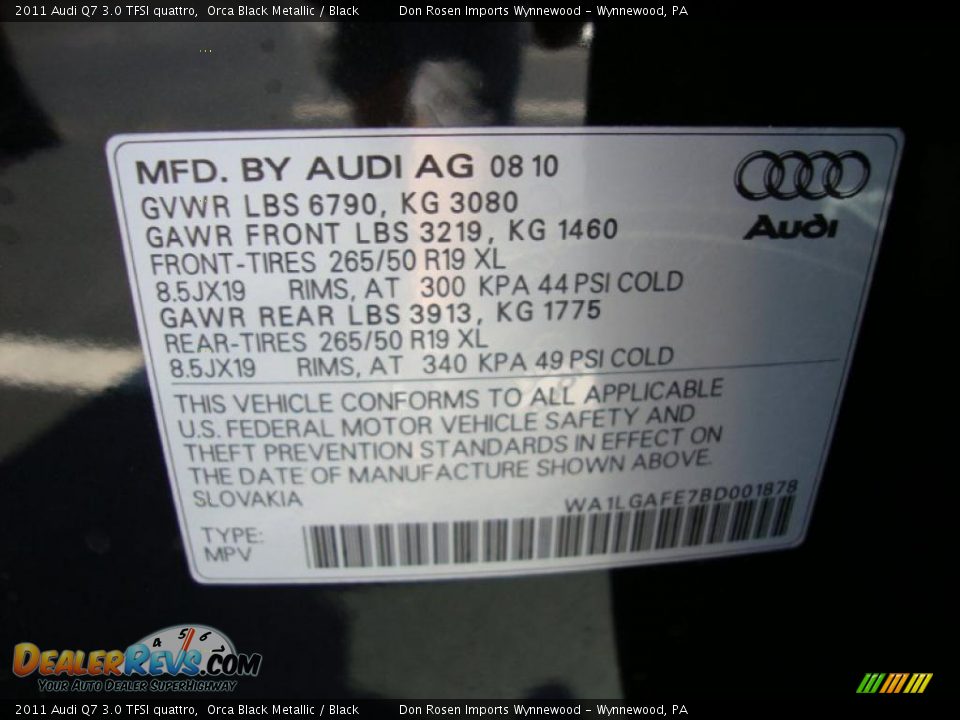 2011 Audi Q7 3.0 TFSI quattro,  Orca Black Metallic / Black          Don Rosen Imports Wynnewood - Wynnewood, PA
MFD. BY AUDI AG 08 10
GVWR LBS 6790, KG 3080
GAWR FRONT LBS 3219, KG 1460
FRONT-TIRES 265/50 R19 XL
8.5JX19 RIMS, AT 300 KPA 44 PSI COLD
GAWR REAR LBS 3913, KG 1775
REAR-TIRES 265/50 R19 XL
8.5JX19 RIMS, AT 340 KPA 49 PSI COLD
Audi
THIS VEHICLE CONFORMS TO ALL APPLICABLE
U.S. FEDERAL MOTOR VEHICLE SAFETY AND
THEFT PREVENTION STANDARDS IN EFFECT ON
THE DATE OF MANUFACTURE SHOWN ABOVE.
SLOVAKIA
WA1LGAFE7BD001878
TYPE:
MPV
4 5 6
DEALERREVS.COM
YOUR AUTO DEALER SUPERHIGHWAY
2011 Audi Q7 3.0 TFSI quattro,  Orca Black Metallic / Black          Don Rosen Imports Wynnewood - Wynnewood, PA